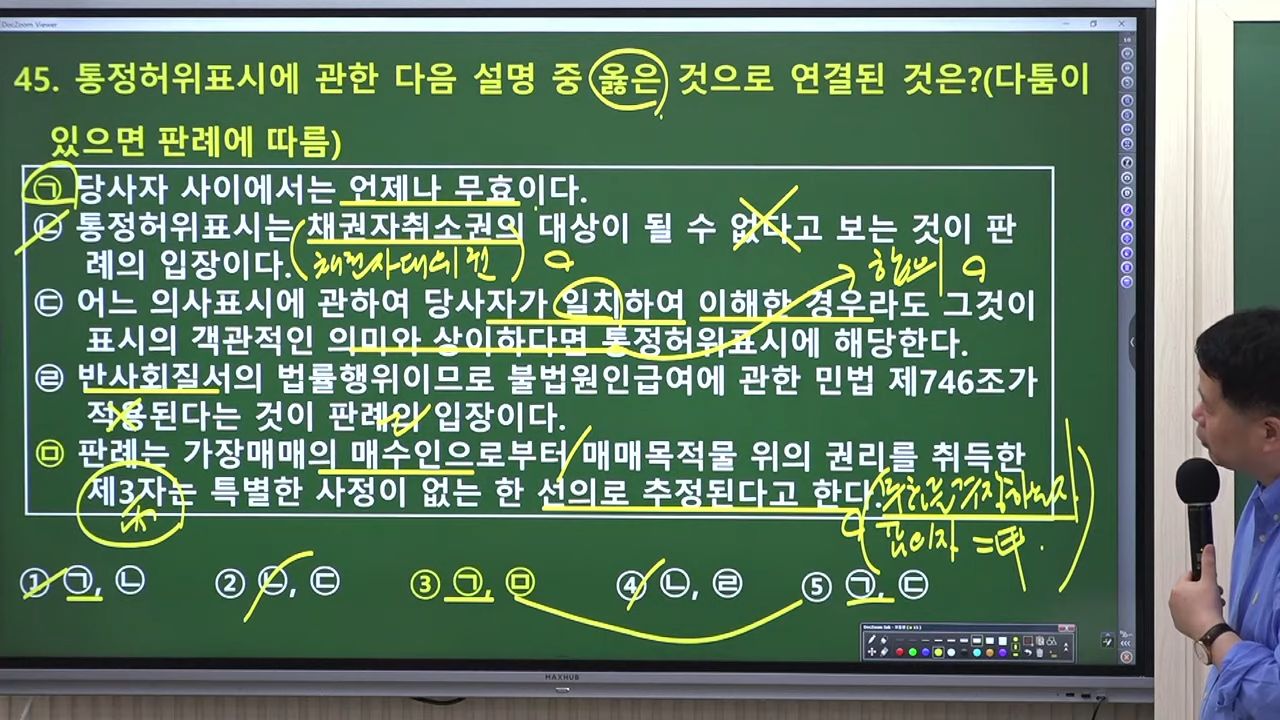 DocZoom Viewer
45. 통정허위표시에 관한 다음 설명 중 옳은 것으로 연결된 것은?(다툼이
있으면 판례에 따름)
㉠ 당사자 사이에서는 언제나 무효이다.
㉡ 통정허위표시는 채권자취소권의 대상이 될 수 없다고 보는 것이 판
례의 입장이다. (채권자대위권) O
합의 O
㉢ 어느 의사표시에 관하여 당사자가 일치하여 이해한 경우라도 그것이
표시의 객관적인 의미와 상이하다면 통정허위표시에 해당한다.
㉣ 반사회질서의 법률행위이므로 불법원인급여에 관한 민법 제746조가
적용된다는 것이 판례의 입장이다.
㉤ 판례는 가장매매의 매수인으로부터 매매목적물 위의 권리를 취득한
제3자는 특별한 사정이 없는 한 선의로 추정된다고 한다.
무효를 주장하는 자
① ㉠, ㉡ ② ㉡, ㉢ ③ ㉠, ㉤ ④ ㉡, ㉣ ⑤ ㉠, ㉢
MAXHUB